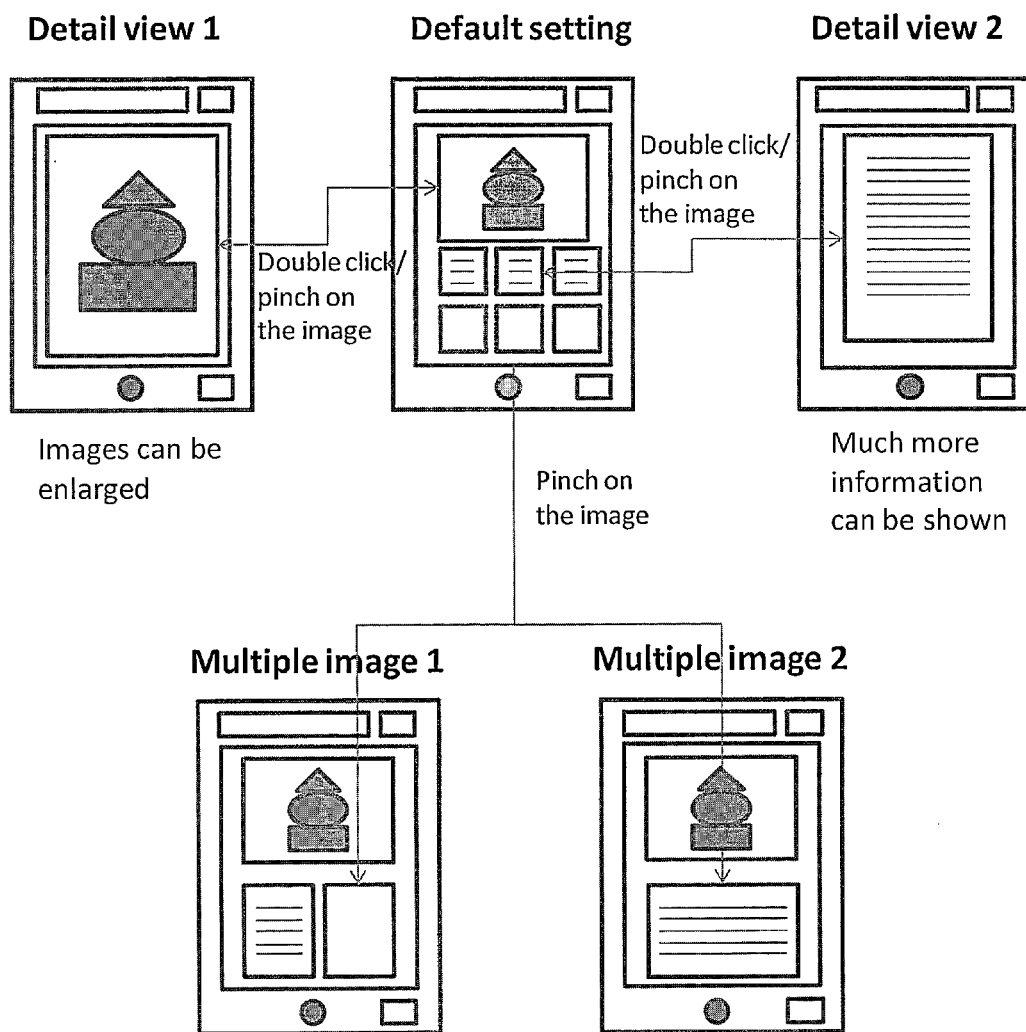 Detail view 1
Default setting
Detail view 2
Double click/
pinch on
the image
Double click/
pinch on
the image
Images can be
enlarged
Pinch on
the image
Much more
information
can be shown
Multiple image 1
Multiple image 2